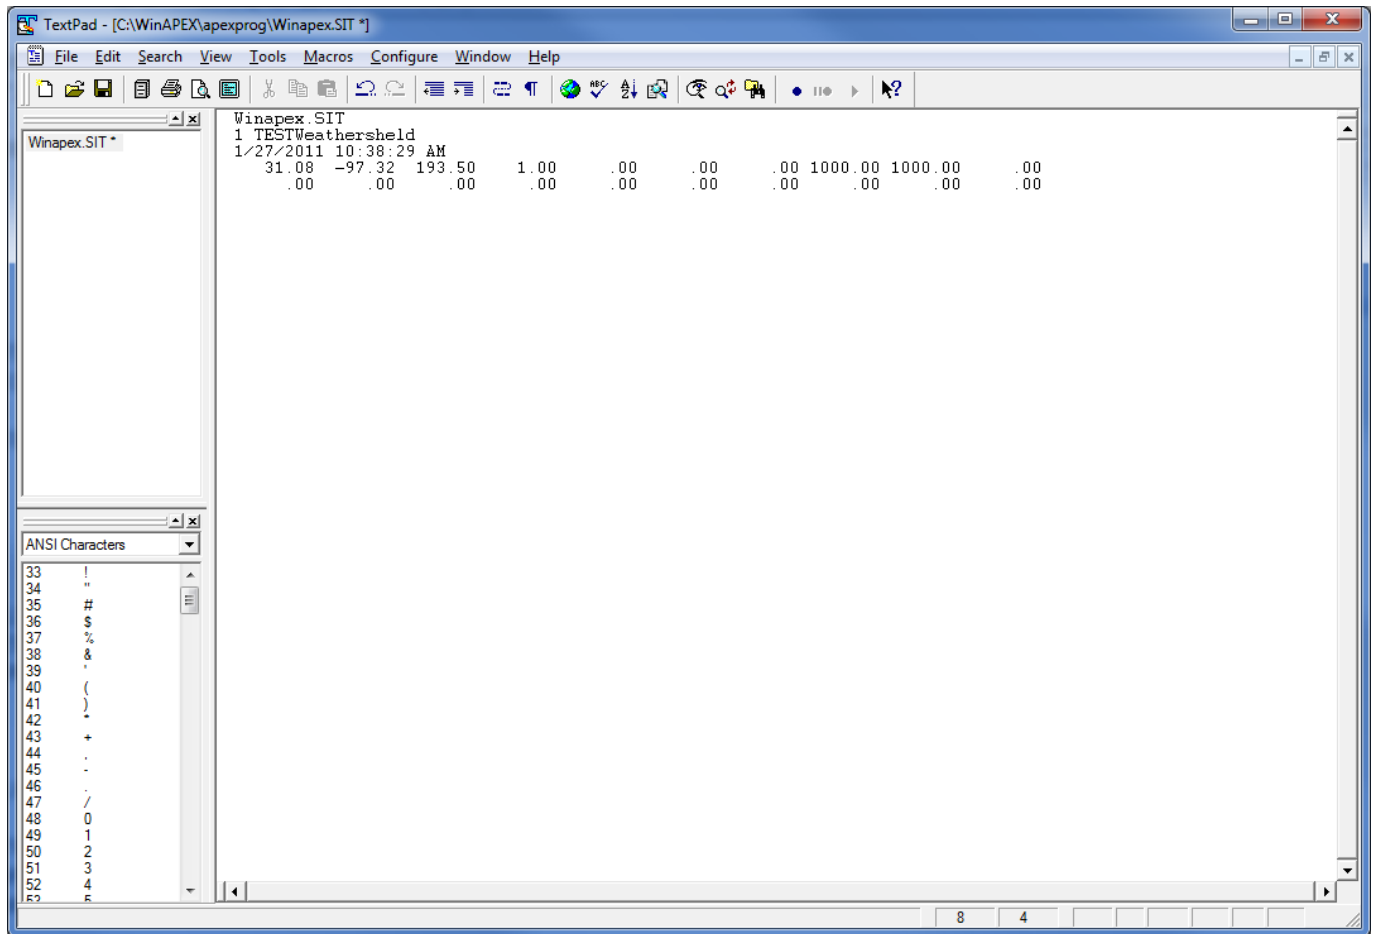 TextPad - [C:\WinAPEX\apexprog\Winapex.SIT *]
File Edit Search View Tools Macros Configure Window Help
Winapex.SIT *
Winapex.SIT
1 TESTWeathersheld
1/27/2011 10:38:29 AM
31.08 -97.32 193.50 1.00 .00 .00 .00 1000.00 1000.00 .00
.00 .00 .00 .00 .00 .00 .00 .00 .00 .00
ANSI Characters
33 !
34 "
35 #
36 $
37 %
38 &
39 '
40 (
41 )
42 *
43 +
44 ,
45 -
46 .
47 /
48 0
49 1
50 2
51 3
52 4
53 5
8 4